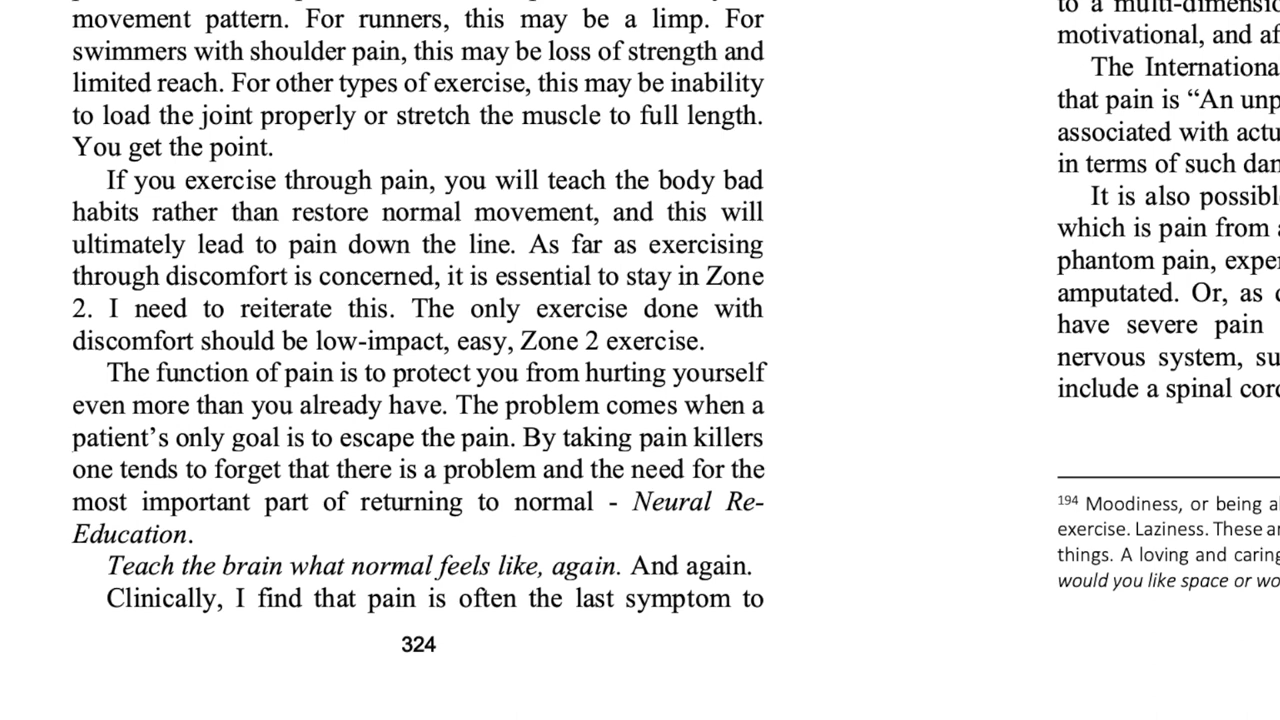 movement pattern. For runners, this may be a limp. For
swimmers with shoulder pain, this may be loss of strength and
limited reach. For other types of exercise, this may be inability
to load the joint properly or stretch the muscle to full length.
You get the point.
If you exercise through pain, you will teach the body bad
habits rather than restore normal movement, and this will
ultimately lead to pain down the line. As far as exercising
through discomfort is concerned, it is essential to stay in Zone
2. I need to reiterate this. The only exercise done with
discomfort should be low-impact, easy, Zone 2 exercise.
The function of pain is to protect you from hurting yourself
even more than you already have. The problem comes when a
patient’s only goal is to escape the pain. By taking pain killers
one tends to forget that there is a problem and the need for the
most important part of returning to normal - Neural Re-
Education.
Teach the brain what normal feels like, again. And again.
Clinically, I find that pain is often the last symptom to
324
to a
motivational, and
The
that pain is “An
associated with
in terms of such
It is also
which is pain from
phantom pain,
amputated. Or, as
have severe pain
nervous system,
include a spinal
194 Moodiness, or being
exercise. Laziness. These
things. A loving and caring
would you like space or